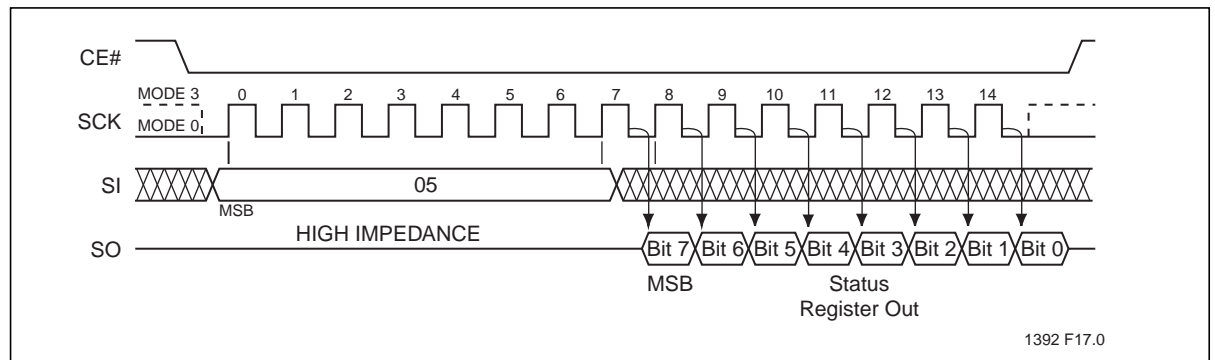 CE#
MODE 3
0 1 2 3 4 5 6 7 8 9 10 11 12 13 14
SCK
MODE 0
SI
05
MSB
HIGH IMPEDANCE
SO
Bit 7 Bit 6 Bit 5 Bit 4 Bit 3 Bit 2 Bit 1 Bit 0
MSB
Status
Register Out
1392 F17.0